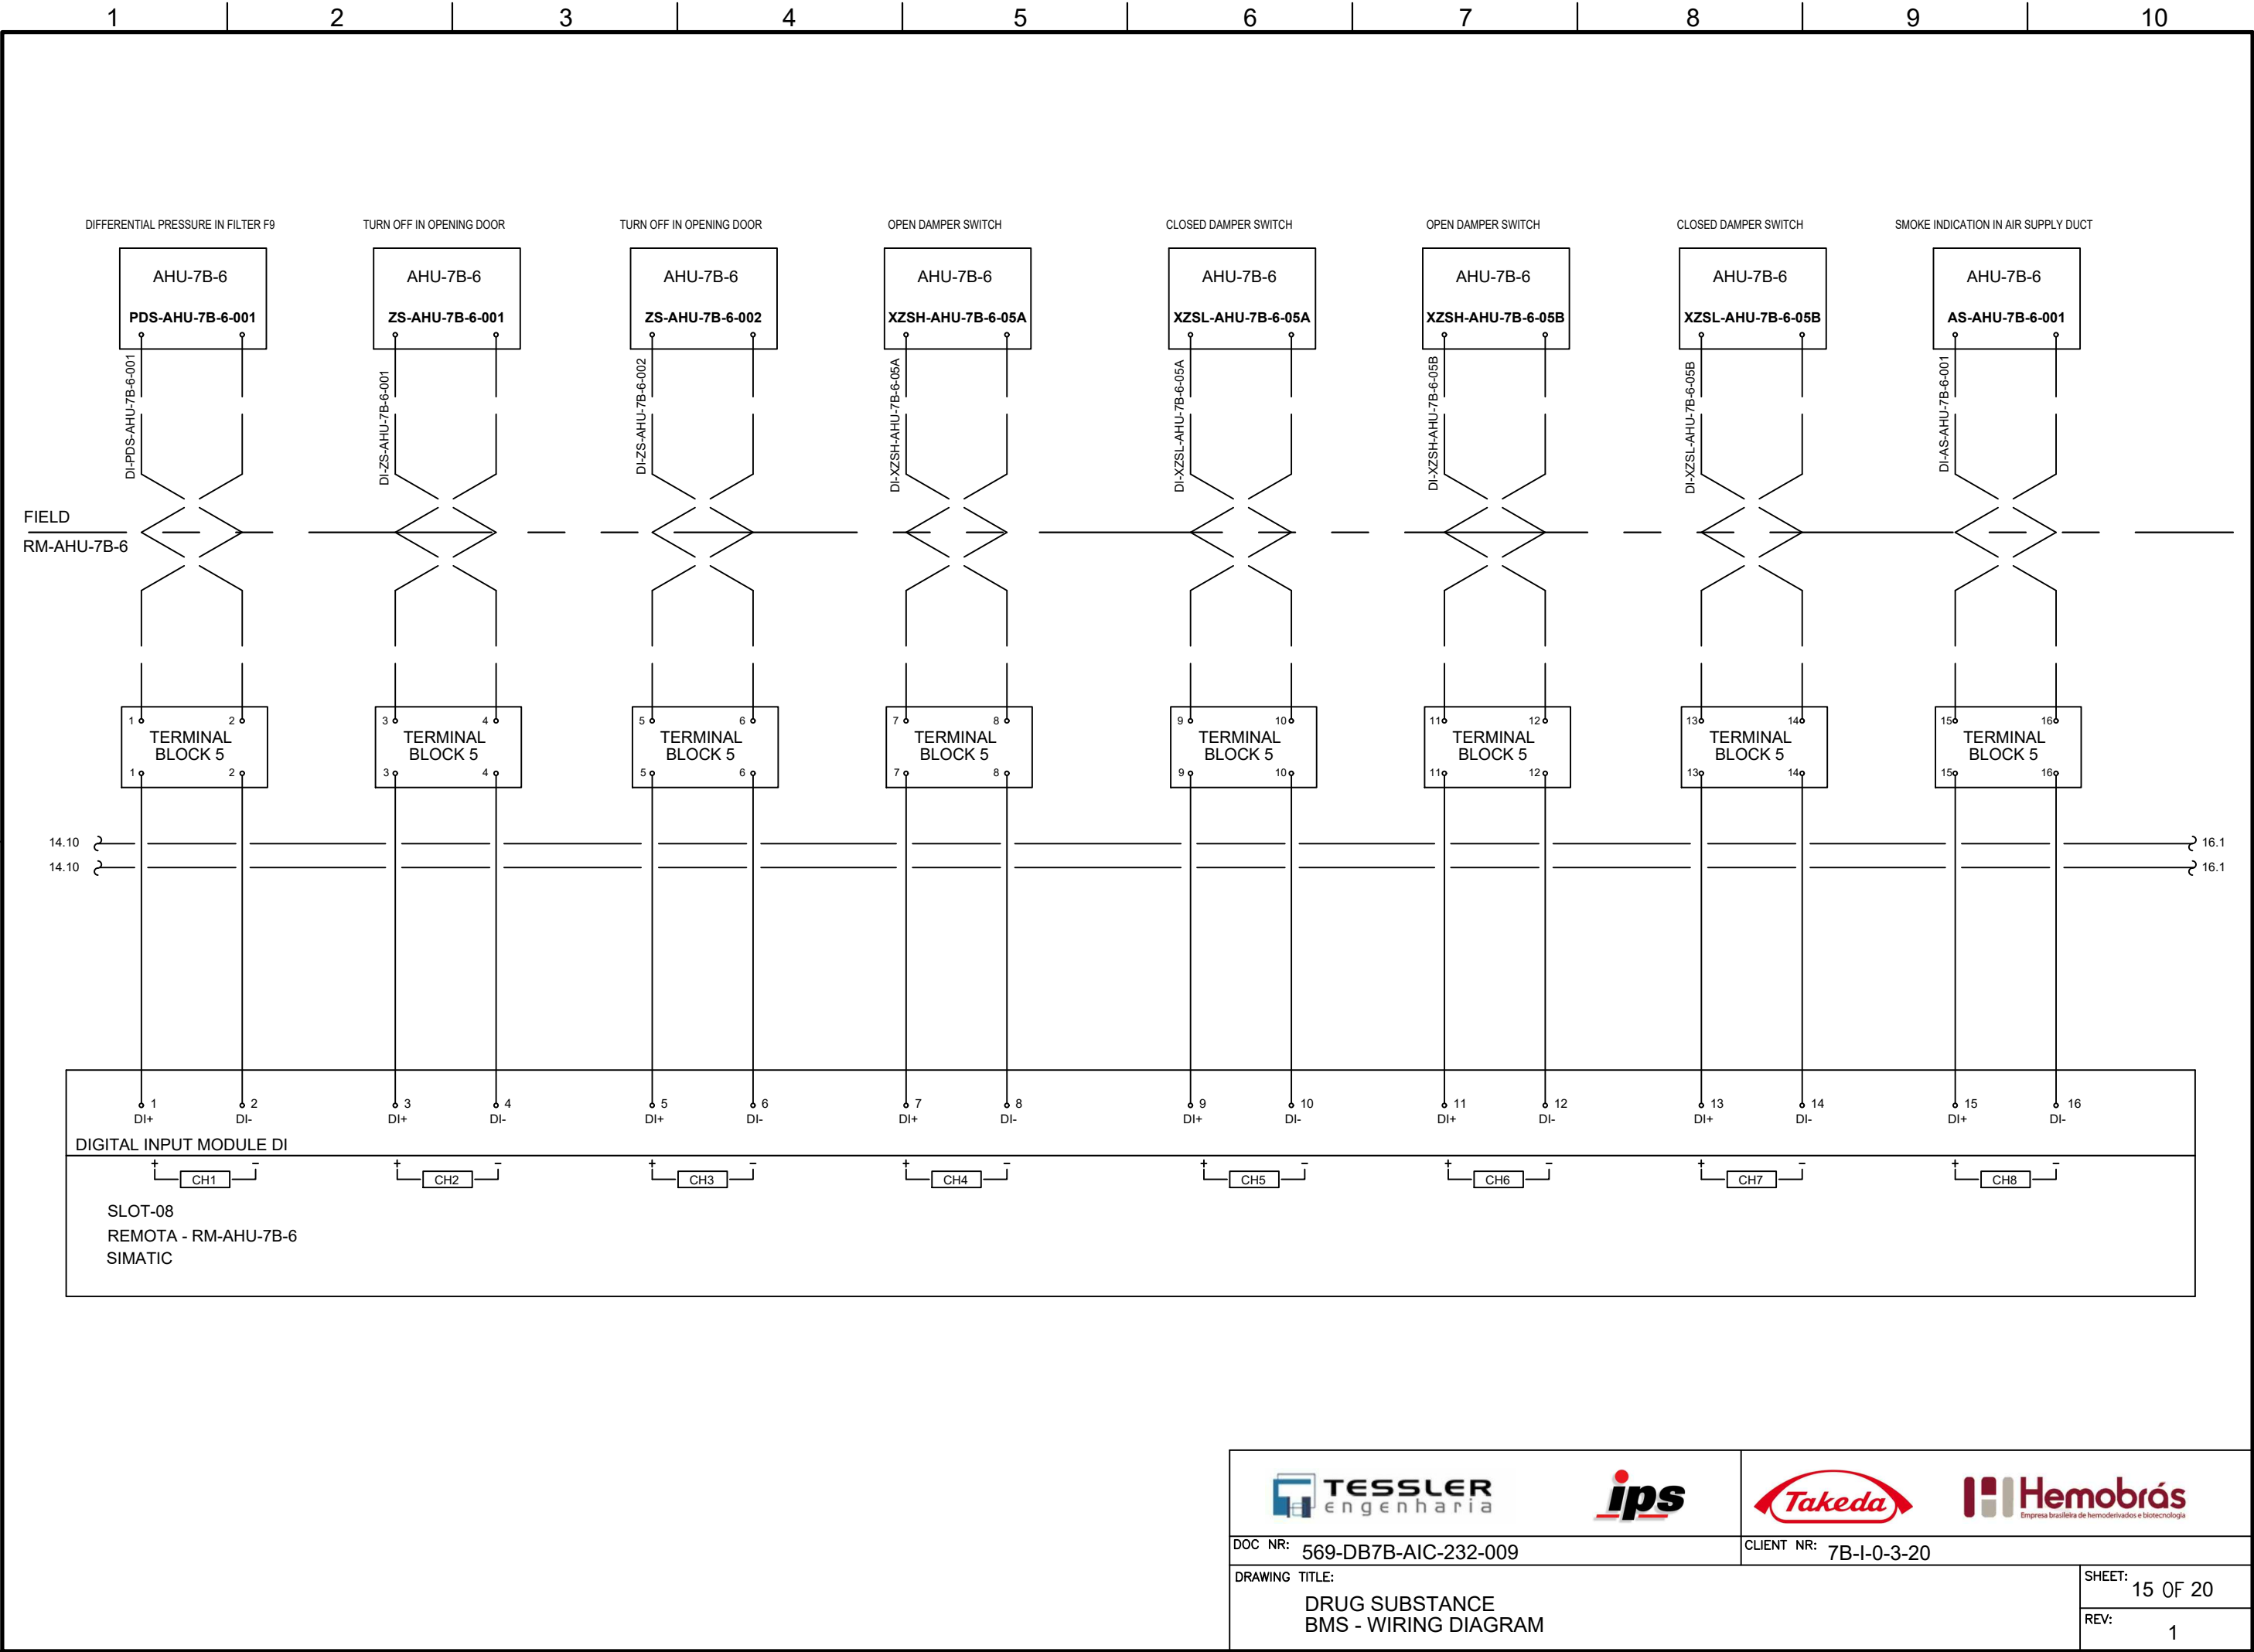 1 2 3 4 5 6 7 8 9 10
DIFFERENTIAL PRESSURE IN FILTER F9
TURN OFF IN OPENING DOOR
TURN OFF IN OPENING DOOR
OPEN DAMPER SWITCH
CLOSED DAMPER SWITCH
OPEN DAMPER SWITCH
CLOSED DAMPER SWITCH
SMOKE INDICATION IN AIR SUPPLY DUCT
AHU-7B-6
PDS-AHU-7B-6-001
AHU-7B-6
ZS-AHU-7B-6-001
AHU-7B-6
ZS-AHU-7B-6-002
AHU-7B-6
XZSH-AHU-7B-6-05A
AHU-7B-6
XZSL-AHU-7B-6-05A
AHU-7B-6
XZSH-AHU-7B-6-05B
AHU-7B-6
XZSL-AHU-7B-6-05B
AHU-7B-6
AS-AHU-7B-6-001
DI-PDS-AHU-7B-6-001
DI-ZS-AHU-7B-6-001
DI-ZS-AHU-7B-6-002
DI-XZSH-AHU-7B-6-05A
DI-XZSL-AHU-7B-6-05A
DI-XZSH-AHU-7B-6-05B
DI-XZSL-AHU-7B-6-05B
DI-AS-AHU-7B-6-001
FIELD
RM-AHU-7B-6
1 2
TERMINAL
BLOCK 5
1 2
3 4
TERMINAL
BLOCK 5
3 4
5 6
TERMINAL
BLOCK 5
5 6
7 8
TERMINAL
BLOCK 5
7 8
9 10
TERMINAL
BLOCK 5
9 10
11 12
TERMINAL
BLOCK 5
11 12
13 14
TERMINAL
BLOCK 5
13 14
15 16
TERMINAL
BLOCK 5
15 16
14.10 16.1
14.10 16.1
1 2 3 4 5 6 7 8 9 10 11 12 13 14 15 16
DI+ DI- DI+ DI- DI+ DI- DI+ DI- DI+ DI- DI+ DI- DI+ DI- DI+ DI-
DIGITAL INPUT MODULE DI
+ - + - + - + - + - + - + - + -
CH1 CH2 CH3 CH4 CH5 CH6 CH7 CH8
SLOT-08
REMOTA - RM-AHU-7B-6
SIMATIC
TESSLER
engenharia
ips
Takeda
Hemobrás
Empresa brasileira de hemoderivados e biotecnologia
DOC NR: 569-DB7B-AIC-232-009
CLIENT NR: 7B-I-0-3-20
DRAWING TITLE:
DRUG SUBSTANCE
BMS - WIRING DIAGRAM
SHEET: 15 OF 20
REV: 1